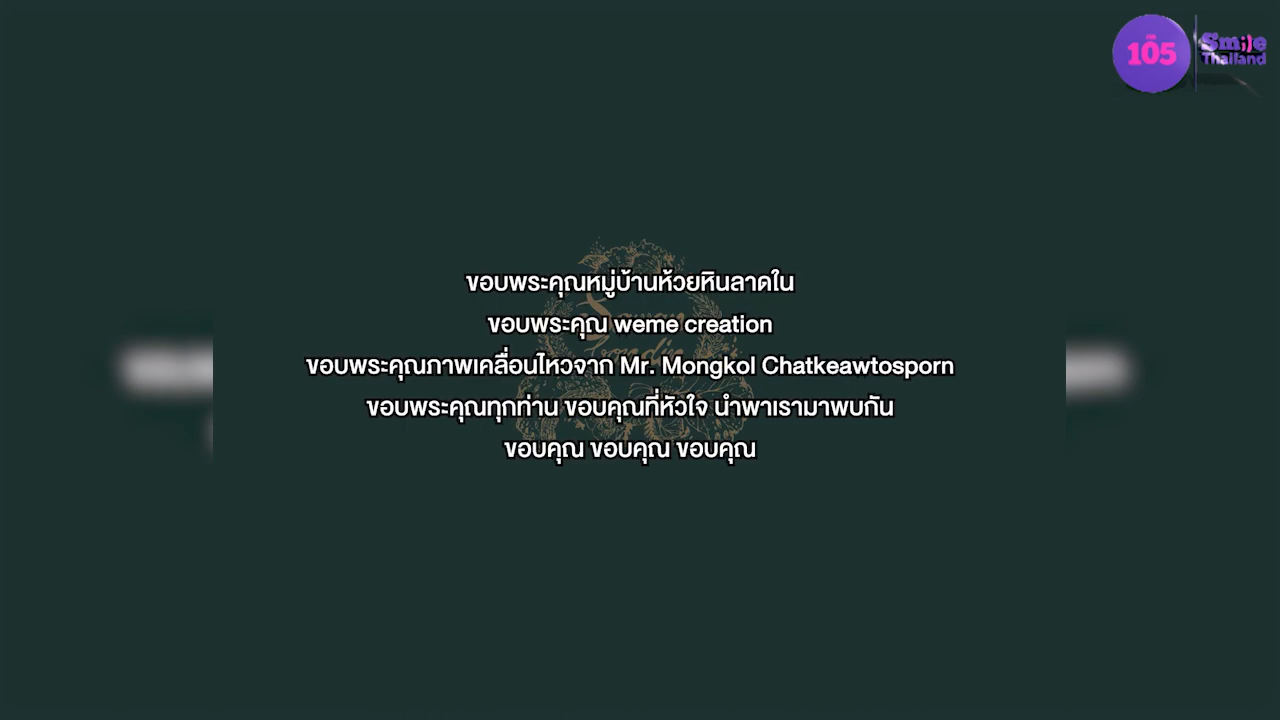 105
Smile
Thailand
ขอบพระคุณหมู่บ้านห้วยหินลาดใน
ขอบพระคุณ weme creation
ขอบพระคุณภาพเคลื่อนไหวจาก Mr. Mongkol Chatkeawtosporn
ขอบพระคุณทุกท่าน ขอบคุณที่หัวใจ นำพาเรามาพบกัน
ขอบคุณ ขอบคุณ ขอบคุณ